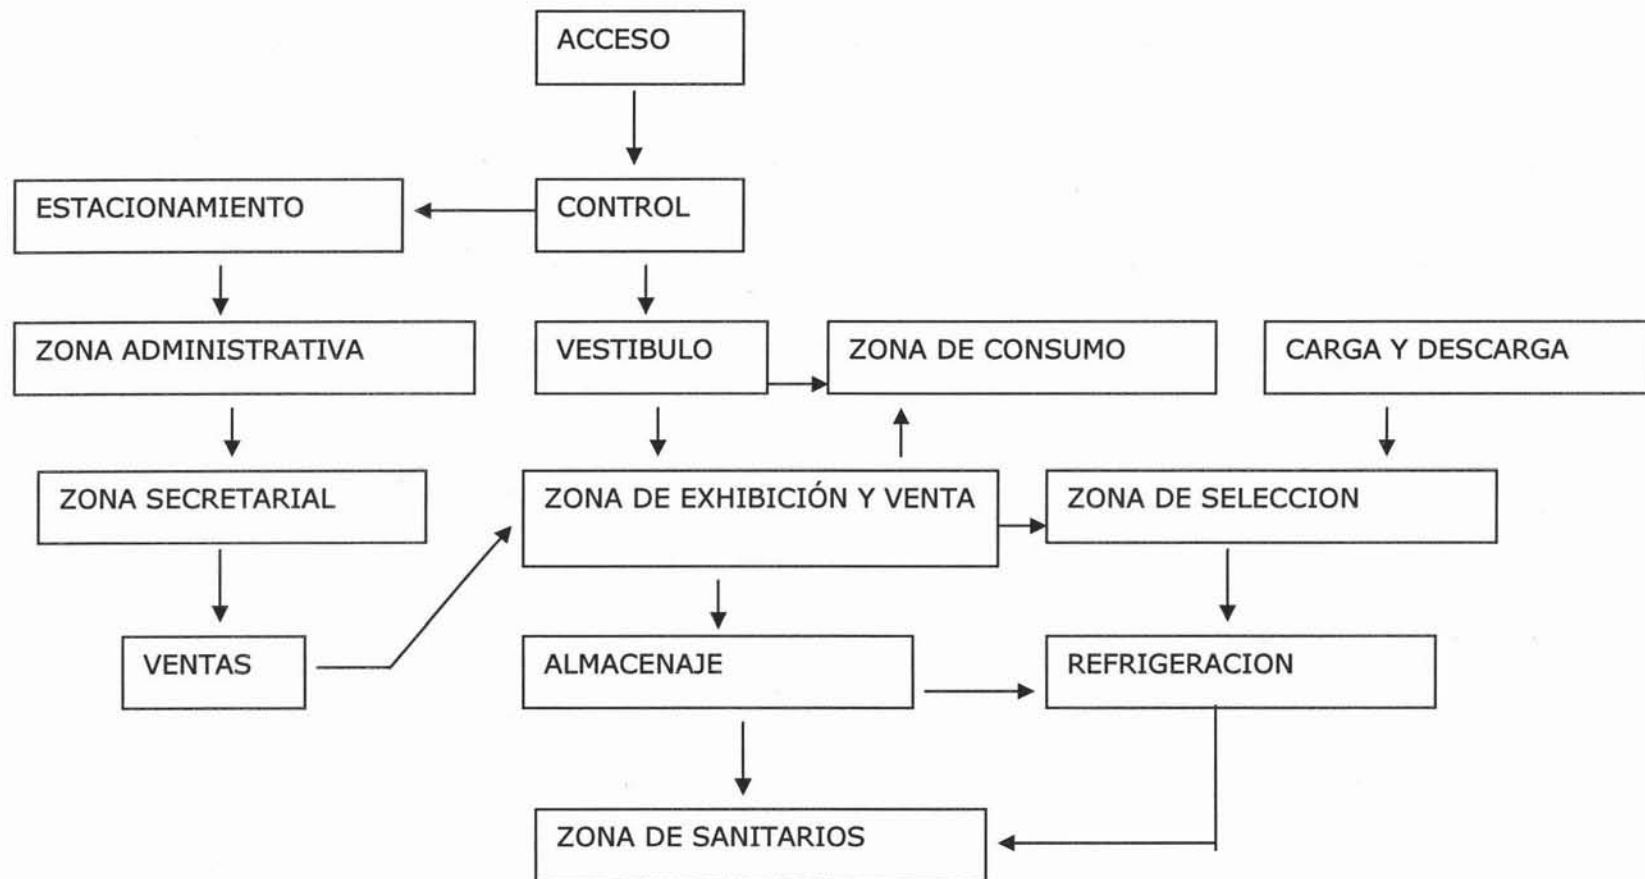 ACCESO
ESTACIONAMIENTO
CONTROL
ZONA ADMINISTRATIVA
VESTIBULO
ZONA DE CONSUMO
CARGA Y DESCARGA
ZONA SECRETARIAL
ZONA DE EXHIBICIÓN Y VENTA
ZONA DE SELECCION
VENTAS
ALMACENAJE
REFRIGERACION
ZONA DE SANITARIOS